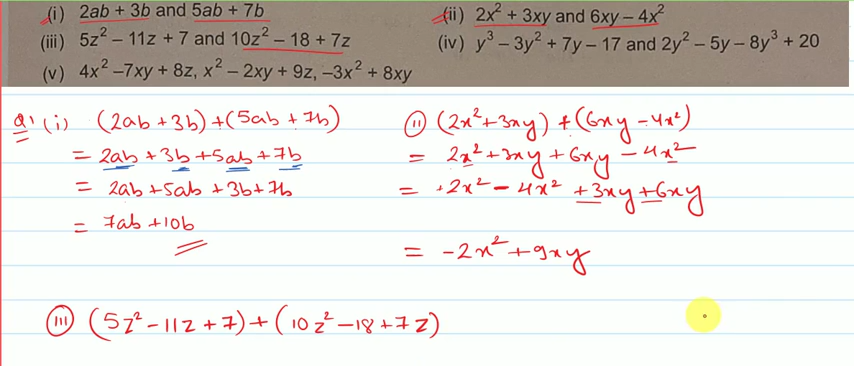 (i) 2ab + 3b and 5ab + 7b
(ii) 2x² + 3xy and 6xy – 4x²
(iii) 5z² – 11z + 7 and 10z² – 18 + 7z
(iv) y³ – 3y² + 7y – 17 and 2y² – 5y – 8y³ + 20
(v) 4x² –7xy + 8z, x² – 2xy + 9z, –3x² + 8xy
Q1 (i) (2ab + 3b) + (5ab + 7b)
= 2ab + 3b + 5ab + 7b
= 2ab + 5ab + 3b + 7b
= 7ab + 10b
(ii) (2x² + 3xy) + (6xy – 4x²)
= 2x² + 3xy + 6xy – 4x²
= +2x² – 4x² + 3xy + 6xy
= –2x² + 9xy
(iii) (5z² – 11z + 7) + (10z² – 18 + 7z)